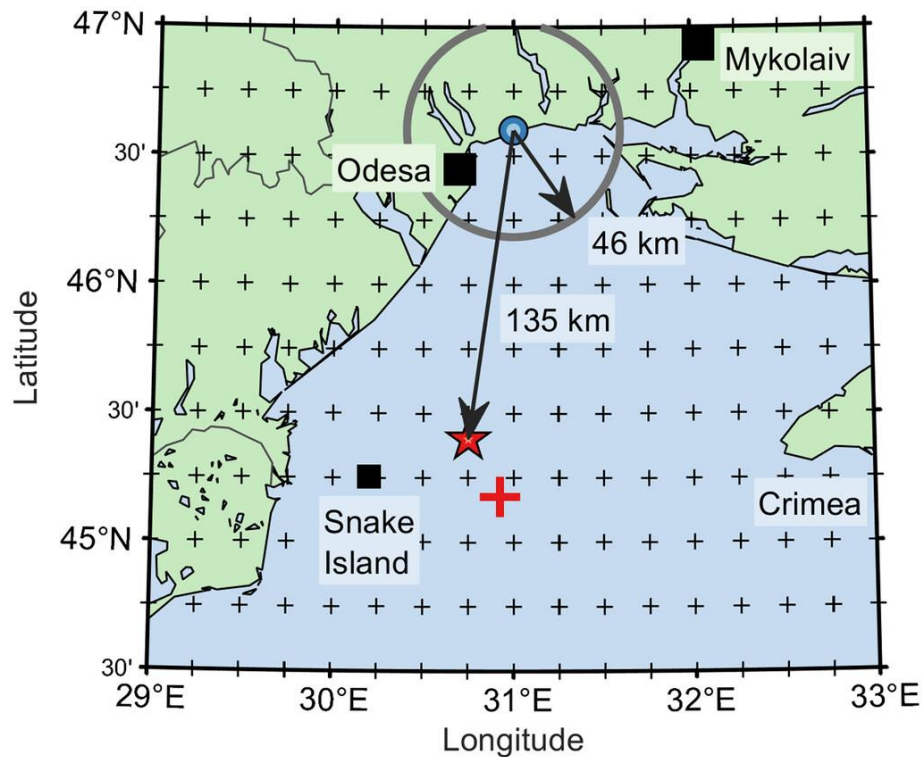 47°N
Mykolaiv
30'
Odesa
46 km
46°N
135 km
Latitude
30'
Crimea
Snake
Island
45°N
30'
29°E
30°E
31°E
32°E
33°E
Longitude